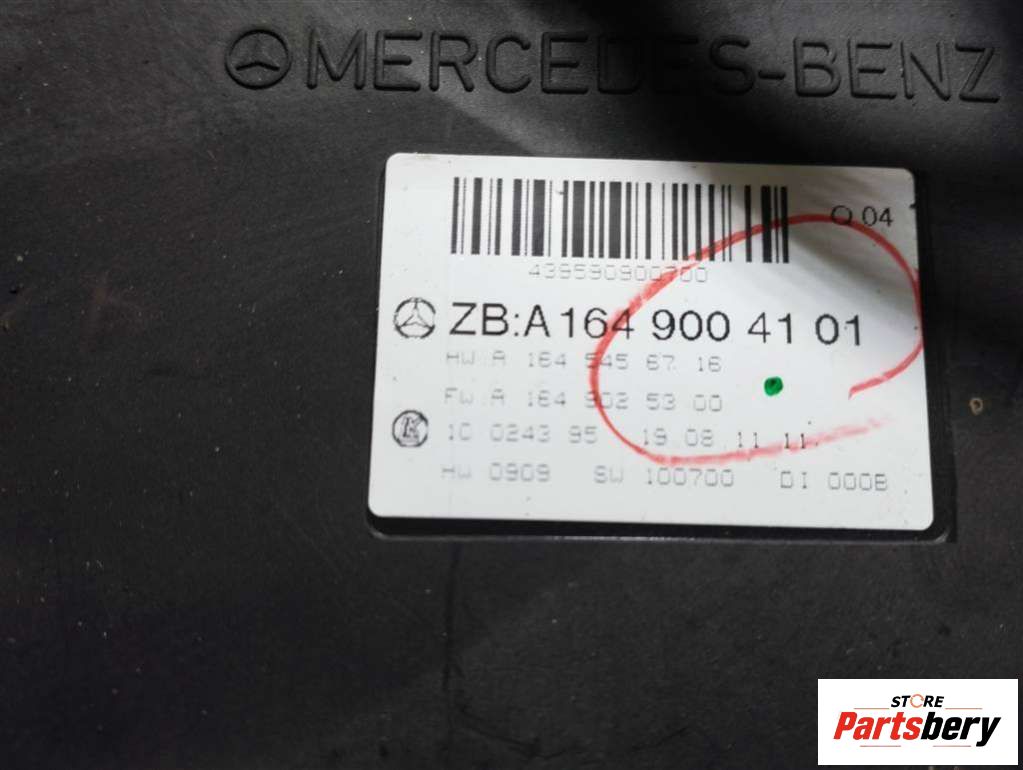 MERCEDES-BENZ
Q 04
439590900700
ZB:A 164 900 41 01
HW A 164 545 67 16
FW A 164 902 53 00
10 0243 95 19 08 11 11
HW 0909 SW 100700 DI 000B
STORE
Partsbery